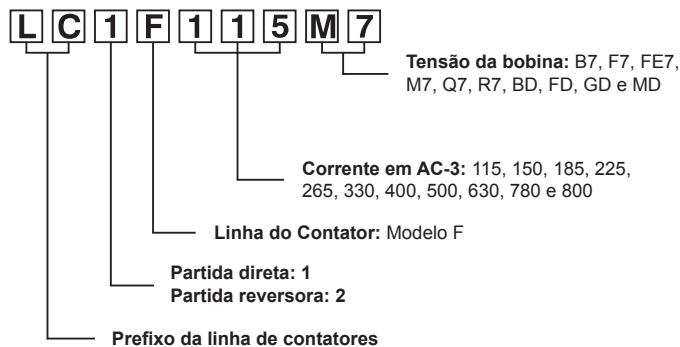 LC1F115M7
Tensão da bobina: B7, F7, FE7,
M7, Q7, R7, BD, FD, GD e MD
Corrente em AC-3: 115, 150, 185, 225,
265, 330, 400, 500, 630, 780 e 800
Linha do Contator: Modelo F
Partida direta: 1
Partida reversora: 2
Prefixo da linha de contatores